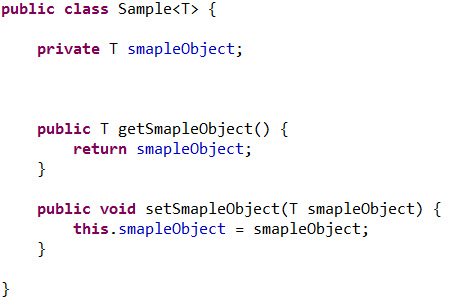 public class Sample<T> {
private T smapleObject;
public T getSmapleObject() {
return smapleObject;
}
public void setSmapleObject(T smapleObject) {
this.smapleObject = smapleObject;
}
}